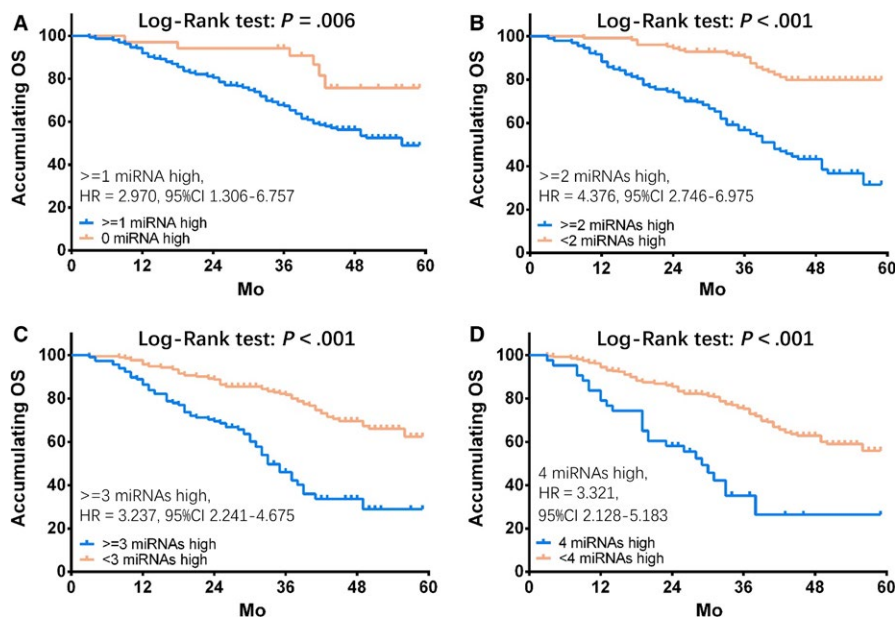 A
Log-Rank test: P = .006
Accumulating OS
100
80
60
40
20
0
>=1 miRNA high,
HR = 2.970, 95%CI 1.306-6.757
>=1 miRNA high
0 miRNA high
0 12 24 36 48 60
Mo
B
Log-Rank test: P < .001
Accumulating OS
100
80
60
40
20
0
>=2 miRNAs high,
HR = 4.376, 95%CI 2.746-6.975
>=2 miRNAs high
<2 miRNAs high
0 12 24 36 48 60
Mo
C
Log-Rank test: P < .001
Accumulating OS
100
80
60
40
20
0
>=3 miRNAs high,
HR = 3.237, 95%CI 2.241-4.675
>=3 miRNAs high
<3 miRNAs high
0 12 24 36 48 60
Mo
D
Log-Rank test: P < .001
Accumulating OS
100
80
60
40
20
0
4 miRNAs high,
HR = 3.321,
95%CI 2.128-5.183
4 miRNAs high
<4 miRNAs high
0 12 24 36 48 60
Mo